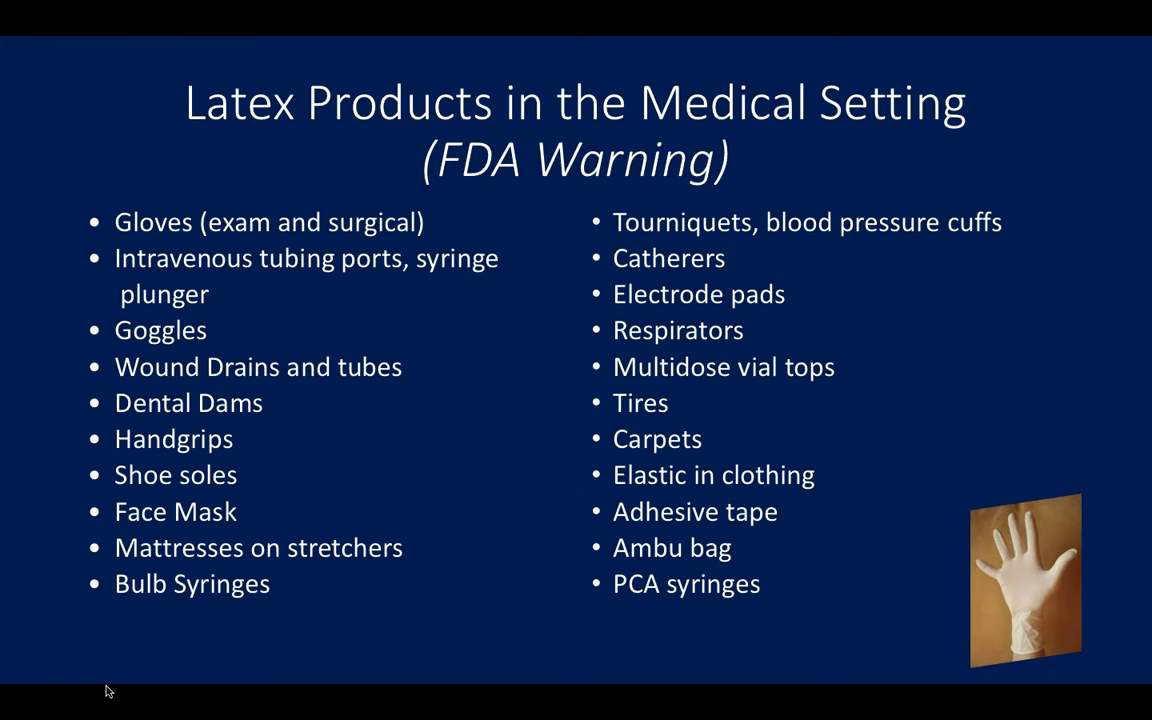 Latex Products in the Medical Setting
(FDA Warning)
• Gloves (exam and surgical)
• Intravenous tubing ports, syringe
plunger
• Goggles
• Wound Drains and tubes
• Dental Dams
• Handgrips
• Shoe soles
• Face Mask
• Mattresses on stretchers
• Bulb Syringes
• Tourniquets, blood pressure cuffs
• Catherers
• Electrode pads
• Respirators
• Multidose vial tops
• Tires
• Carpets
• Elastic in clothing
• Adhesive tape
• Ambu bag
• PCA syringes